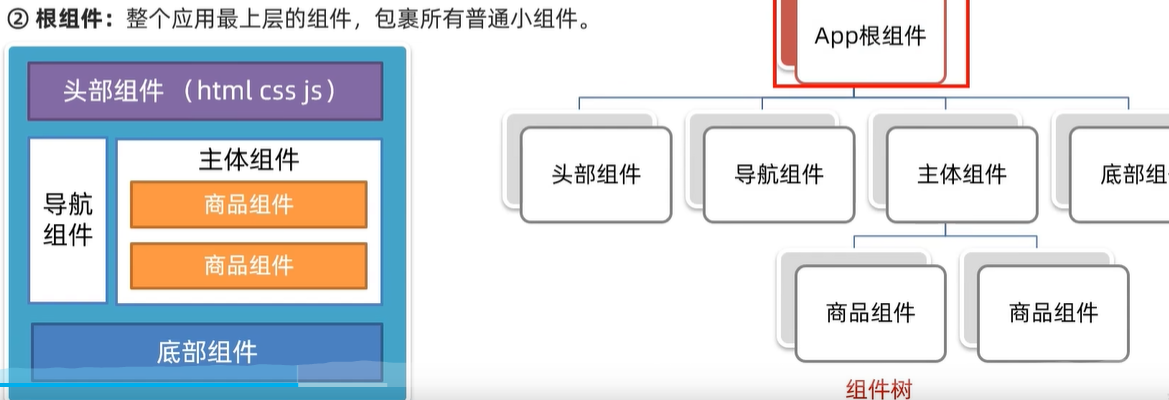 ② 根组件：整个应用最上层的组件，包裹所有普通小组件。
头部组件 （html css js）
导航
组件
主体组件
商品组件
商品组件
底部组件
App根组件
头部组件
导航组件
主体组件
底部组
商品组件
商品组件
组件树